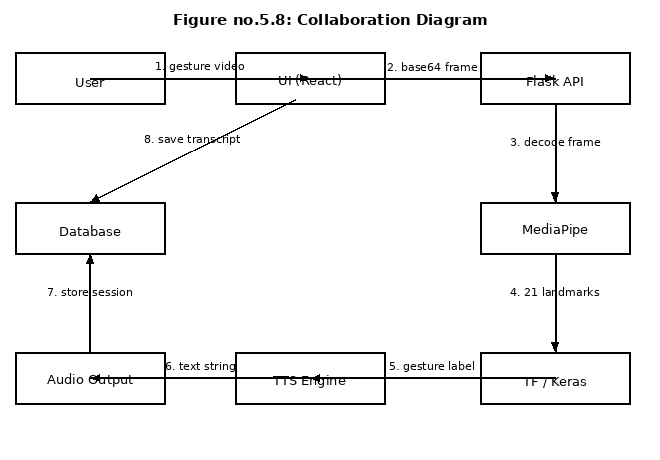 Figure no.5.8: Collaboration Diagram
1. gesture video
2. base64 frame
User
UI (React)
Flask API
8. save transcript
3. decode frame
Database
MediaPipe
7. store session
4. 21 landmarks
6. text string
5. gesture label
Audio Output
TTS Engine
TF / Keras